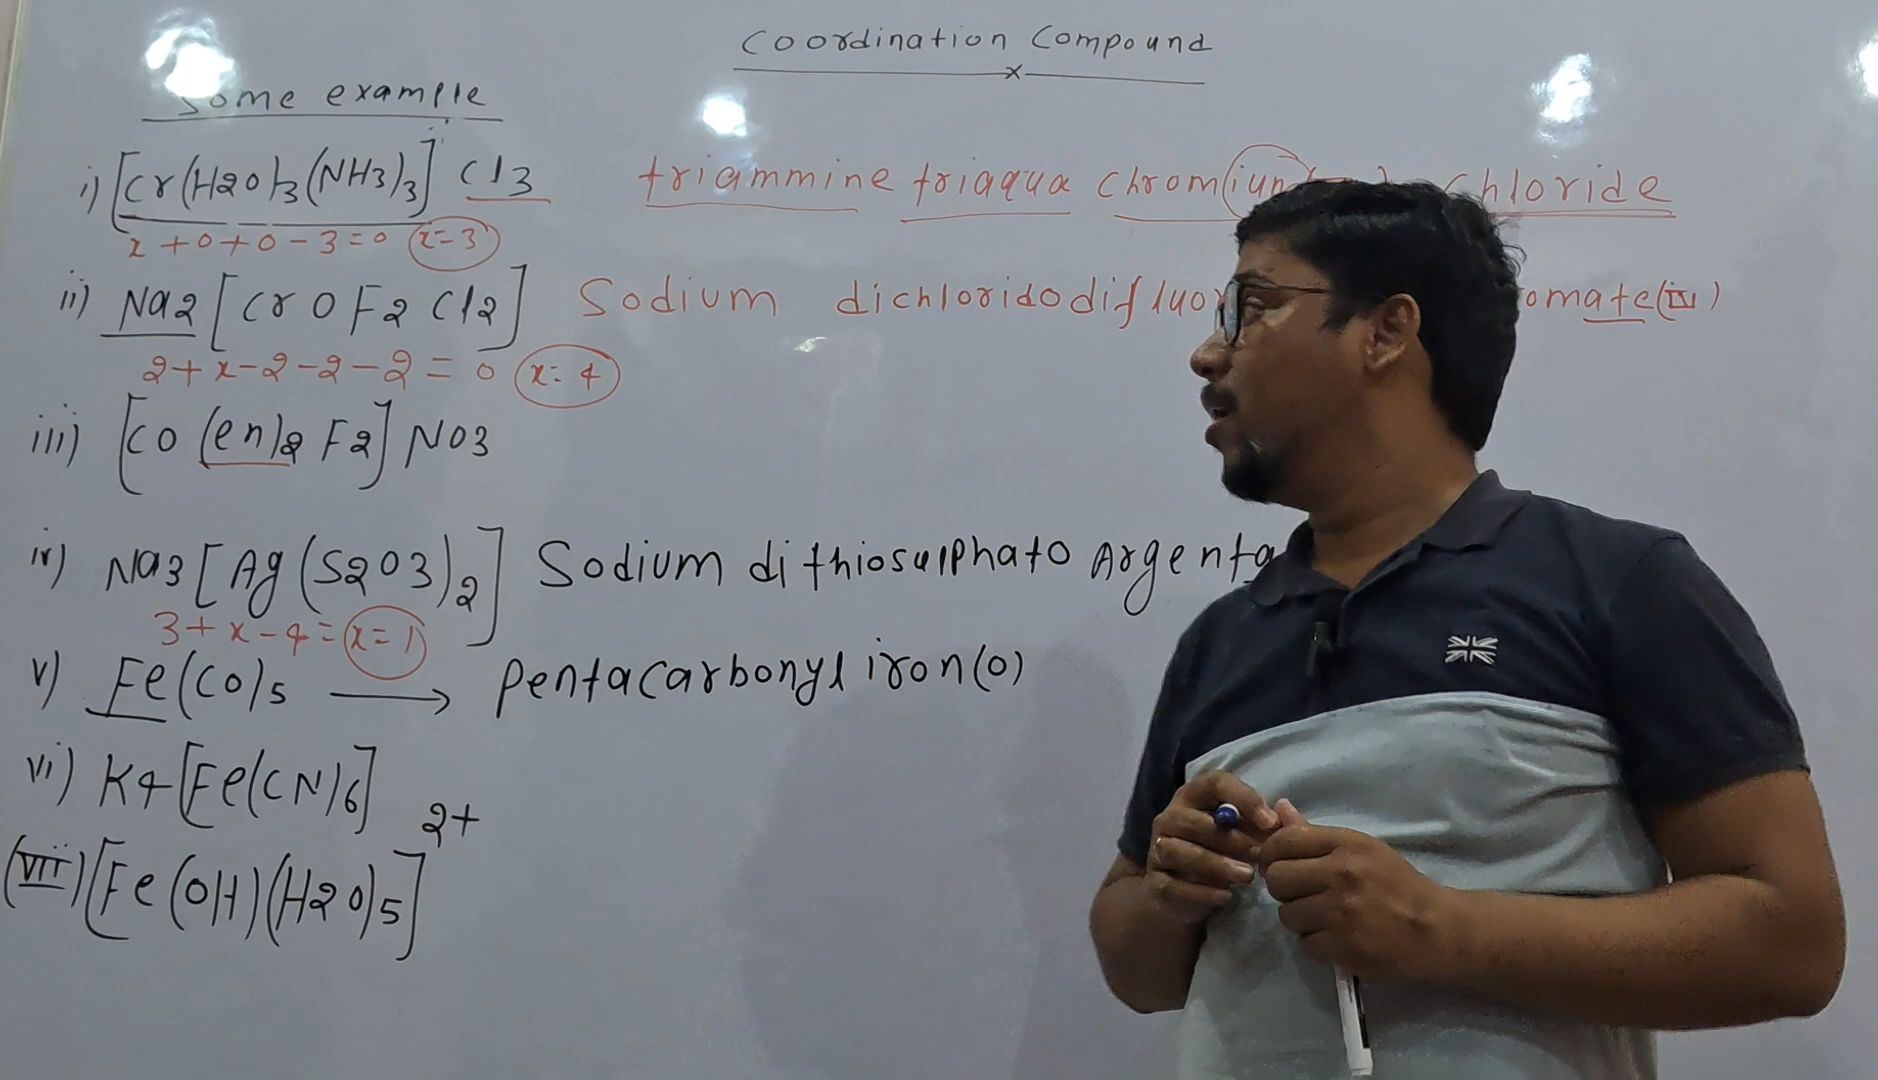 Coordination Compound
Some example
i) [Cr(H2O)3(NH3)3] Cl3 triammine triaqua chromium chloride
x+0+0-3=0 x=3
ii) Na2[CrOF2Cl2] Sodium dichloridodifluo omate(IV)
2+x-2-2-2=0 x=4
iii) [Co(en)2F2]NO3
iv) Na3[Ag(S2O3)2] Sodium dithiosulphato Argenta
3+x-4= x=1
v) Fe(CO)5 → Pentacarbonyl iron(0)
vi) K4[Fe(CN)6]
(vii) [Fe(OH)(H2O)5]2+